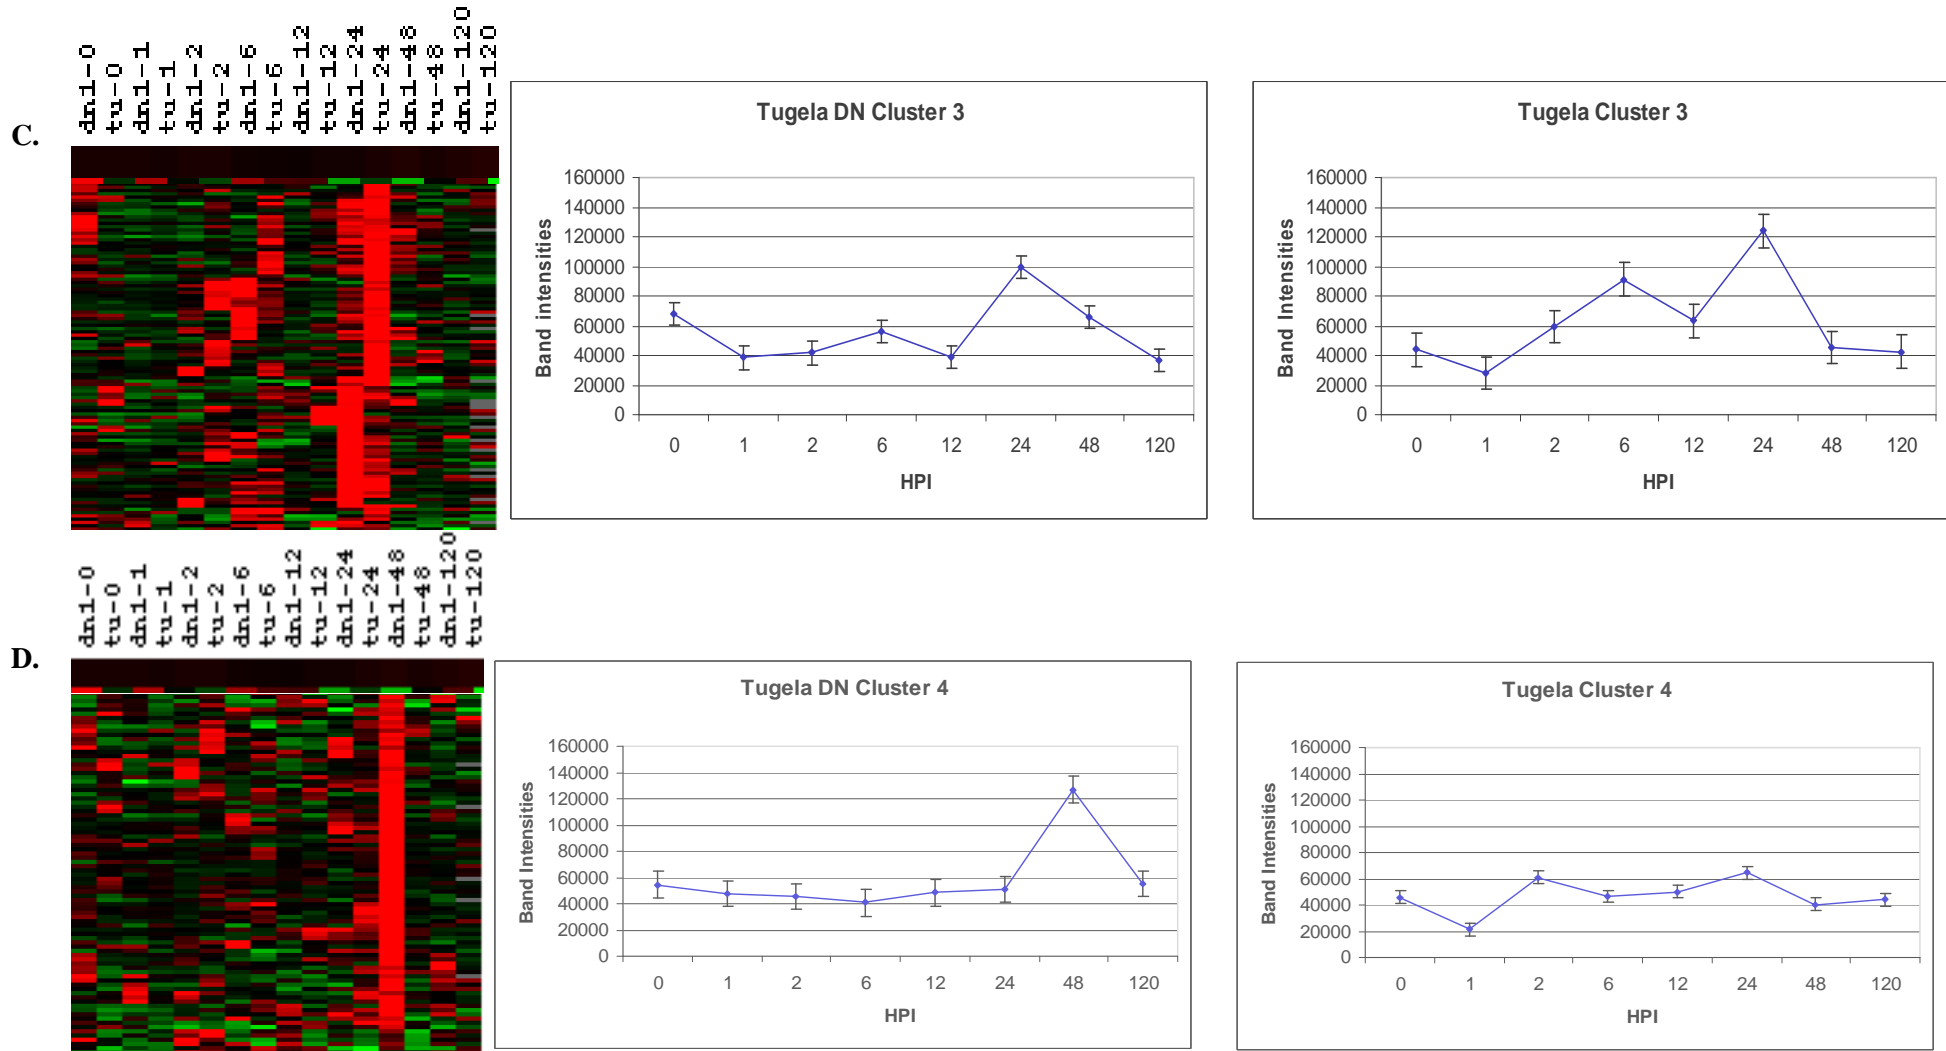 C.
dn1-0
tu-0
dn1-1
tu-1
dn1-2
tu-2
dn1-6
tu-6
dn1-12
tu-12
dn1-24
tu-24
dn1-48
tu-48
dn1-120
tu-120
Tugela DN Cluster 3
Band intensities
160000
140000
120000
100000
80000
60000
40000
20000
0
0 1 2 6 12 24 48 120
HPI
Tugela Cluster 3
Band Intensities
160000
140000
120000
100000
80000
60000
40000
20000
0
0 1 2 6 12 24 48 120
HPI
D.
dn1-0
tu-0
dn1-1
tu-1
dn1-2
tu-2
dn1-6
tu-6
dn1-12
tu-12
dn1-24
tu-24
dn1-48
tu-48
dn1-120
tu-120
Tugela DN Cluster 4
Band Intensities
160000
140000
120000
100000
80000
60000
40000
20000
0
0 1 2 6 12 24 48 120
HPI
Tugela Cluster 4
Band Intensities
160000
140000
120000
100000
80000
60000
40000
20000
0
0 1 2 6 12 24 48 120
HPI